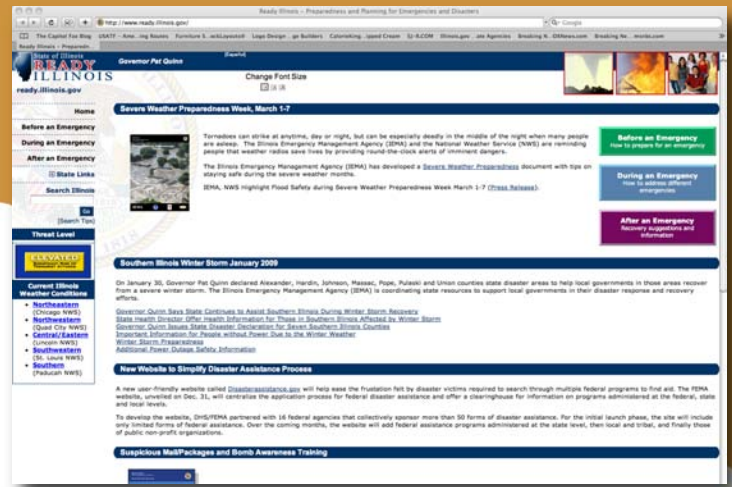 Ready Illinois – Preparedness and Planning for Emergencies and Disasters
http://www.ready.illinois.gov/
Google
The Capitol Fax Blog
Ready Illinois – Preparedn...
State of Illinois
READY
ILLINOIS
ready.illinois.gov
Governor Pat Quinn
[Español]
Change Font Size
Home
Before an Emergency
During an Emergency
After an Emergency
State Links
Search Illinois
Go
[Search Tips]
Threat Level
ELEVATED
Current Illinois
Weather Conditions
Northeastern
(Chicago NWS)
Northwestern
(Quad City NWS)
Central/Eastern
(Lincoln NWS)
Southwestern
(St. Louis NWS)
Southern
(Paducah NWS)
Severe Weather Preparedness Week, March 1-7
Tornadoes can strike at anytime, day or night, but can be especially deadly in the middle of the night when many people
are asleep. The Illinois Emergency Management Agency (IEMA) and the National Weather Service (NWS) are reminding
people that weather radios save lives by providing round-the-clock alerts of imminent dangers.
The Illinois Emergency Management Agency (IEMA) has developed a Severe Weather Preparedness document with tips on
staying safe during the severe weather months.
IEMA, NWS Highlight Flood Safety during Severe Weather Preparedness Week March 1-7 (Press Release).
Before an Emergency
How to prepare for an emergency
During an Emergency
How to address different
emergencies
After an Emergency
Recovery suggestions and
information
Southern Illinois Winter Storm January 2009
On January 30, Governor Pat Quinn declared Alexander, Hardin, Johnson, Massac, Pope, Pulaski and Union counties state disaster areas to help local governments in those areas recover
from a severe winter storm. The Illinois Emergency Management Agency (IEMA) is coordinating state resources to support local governments in their disaster response and recovery
efforts.
Governor Quinn Says State Continues to Assist Southern Illinois During Winter Storm Recovery
State Health Director Offer Health Information for Those in Southern Illinois Affected by Winter Storm
Governor Quinn Issues State Disaster Declaration for Seven Southern Illinois Counties
Important Information for People without Power Due to the Winter Weather
Winter Storm Preparedness
Additional Power Outage Safety Information
New Website to Simplify Disaster Assistance Process
A new user-friendly website called Disasterassistance.gov will help ease the frustation felt by disaster victims required to search through multiple federal programs to find aid. The FEMA
website, unveiled on Dec. 31, will centralize the application process for federal disaster assistance and offer a clearinghouse for information on programs administered at the federal, state
and local levels.
To develop the website, DHS/FEMA partnered with 16 federal agencies that collectively sponsor more than 50 forms of disaster assistance. For the initial launch phase, the site will include
only limited forms of federal assistance. Over the coming months, the website will add federal assistance programs administered at the state level, then local and tribal, and finally those
of public non-profit organizations.
Suspicious Mail/Packages and Bomb Awareness Training